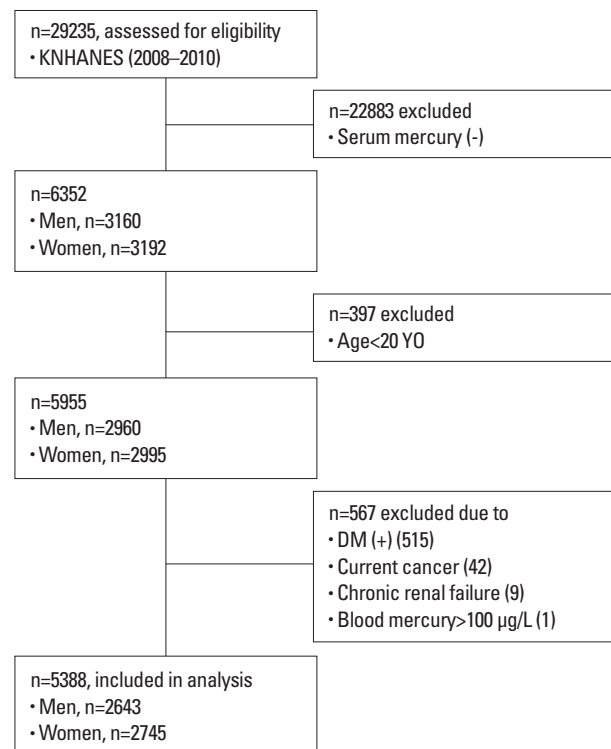 n=29235, assessed for eligibility
• KNHANES (2008–2010)
n=22883 excluded
• Serum mercury (-)
n=6352
• Men, n=3160
• Women, n=3192
n=397 excluded
• Age<20 YO
n=5955
• Men, n=2960
• Women, n=2995
n=567 excluded due to
• DM (+) (515)
• Current cancer (42)
• Chronic renal failure (9)
• Blood mercury>100 µg/L (1)
n=5388, included in analysis
• Men, n=2643
• Women, n=2745